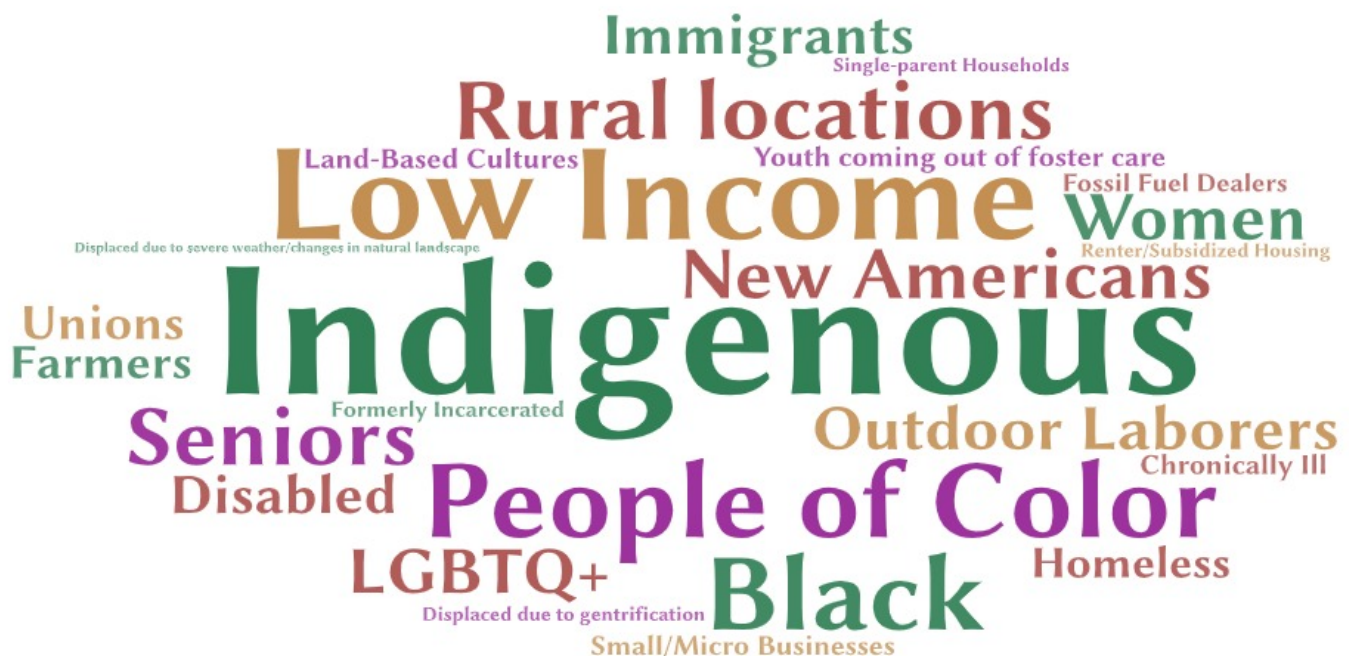 Immigrants
Single-parent Households
Rural locations
Land-Based Cultures
Youth coming out of foster care
Low Income
Fossil Fuel Dealers
Women
Displaced due to severe weather/changes in natural landscape
Renter/Subsidized Housing
New Americans
Indigenous
Unions
Farmers
Formerly Incarcerated
Seniors
Outdoor Laborers
Chronically Ill
Disabled
People of Color
LGBTQ+
Homeless
Black
Displaced due to gentrification
Small/Micro Businesses